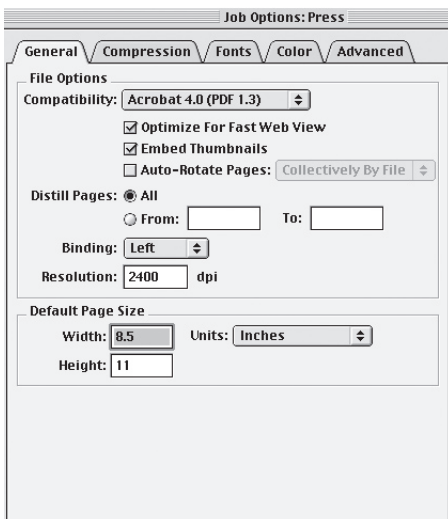 Job Options: Press
General Compression Fonts Color Advanced
File Options
Compatibility: Acrobat 4.0 (PDF 1.3)
Optimize For Fast Web View
Embed Thumbnails
Auto-Rotate Pages: Collectively By File
Distill Pages: All
From: To:
Binding: Left
Resolution: 2400 dpi
Default Page Size
Width: 8.5 Units: Inches
Height: 11